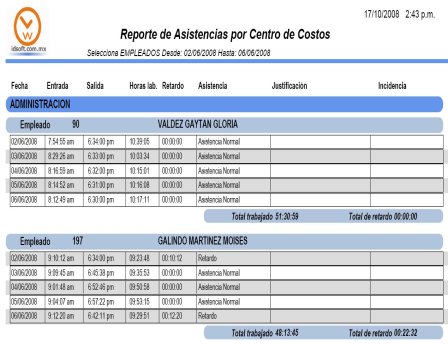 17/10/2008 2:43 p.m.
idsoft.com.mx
Reporte de Asistencias por Centro de Costos
Selecciona EMPLEADOS Desde: 02/06/2008 Hasta: 06/06/2008
Fecha Entrada Salida Horas lab. Retardo Asistencia Justificación Incidencia
ADMINISTRACION
Empleado 90 VALDEZ GAYTAN GLORIA
02/06/2008 7:54:55 am 6:34:00 pm 10:39:05 00:00:00 Asistencia Normal
03/06/2008 8:29:26 am 6:33:00 pm 10:03:34 00:00:00 Asistencia Normal
04/06/2008 8:16:59 am 6:32:00 pm 10:15:01 00:00:00 Asistencia Normal
05/06/2008 8:14:52 am 6:31:00 pm 10:16:08 00:00:00 Asistencia Normal
06/06/2008 8:12:49 am 6:30:00 pm 10:17:11 00:00:00 Asistencia Normal
Total trabajado 51:30:59 Total de retardo 00:00:00
Empleado 197 GALINDO MARTINEZ MOISES
02/06/2008 9:10:12 am 6:34:00 pm 09:23:48 00:10:12 Retardo
03/06/2008 9:09:45 am 6:45:38 pm 09:35:53 00:00:00 Asistencia Normal
04/06/2008 9:01:48 am 6:52:46 pm 09:50:58 00:00:00 Asistencia Normal
05/06/2008 9:04:07 am 6:57:22 pm 09:53:15 00:00:00 Asistencia Normal
06/06/2008 9:12:20 am 6:42:11 pm 09:29:51 00:12:20 Retardo
Total trabajado 48:13:45 Total de retardo 00:22:32